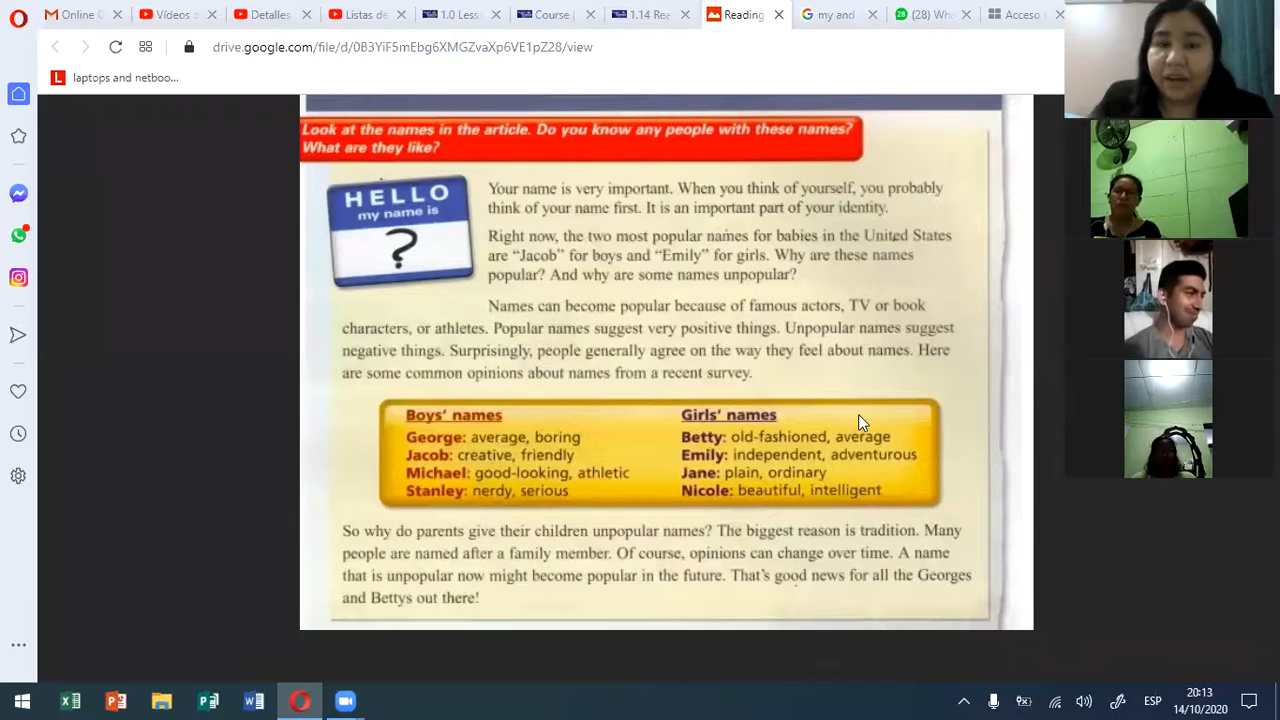 Online C
Vídeos b
Detalles
Listas de
1.0 Less
Course
1.14 Rea
Reading
my and
(28) Wha
Acceso
drive.google.com/file/d/0B3YiF5mEbg6XMGZvaXp6VE1pZ28/view
L laptops and netboo...
Look at the names in the article. Do you know any people with these names?
What are they like?
HELLO
my name is
?
Your name is very important. When you think of yourself, you probably
think of your name first. It is an important part of your identity.
Right now, the two most popular names for babies in the United States
are “Jacob” for boys and “Emily” for girls. Why are these names
popular? And why are some names unpopular?
Names can become popular because of famous actors, TV or book
characters, or athletes. Popular names suggest very positive things. Unpopular names suggest
negative things. Surprisingly, people generally agree on the way they feel about names. Here
are some common opinions about names from a recent survey.
Boys’ names
George: average, boring
Jacob: creative, friendly
Michael: good-looking, athletic
Stanley: nerdy, serious
Girls’ names
Betty: old-fashioned, average
Emily: independent, adventurous
Jane: plain, ordinary
Nicole: beautiful, intelligent
So why do parents give their children unpopular names? The biggest reason is tradition. Many
people are named after a family member. Of course, opinions can change over time. A name
that is unpopular now might become popular in the future. That’s good news for all the Georges
and Bettys out there!
ESP
20:13
14/10/2020